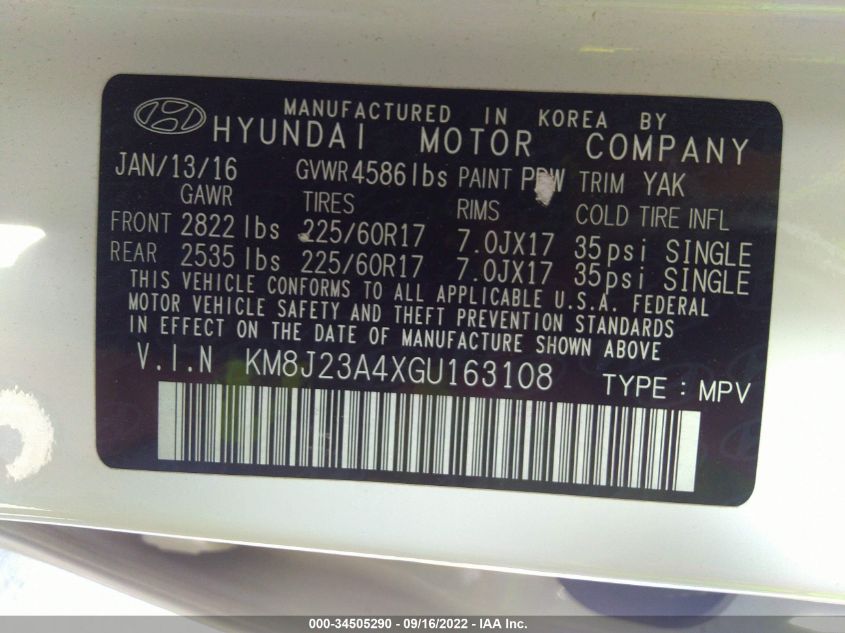 MANUFACTURED IN KOREA BY
HYUNDAI MOTOR COMPANY
JAN/13/16 GVWR 4586 lbs PAINT TRIM YAK
GAWR TIRES RIMS COLD TIRE INFL
FRONT 2822 lbs 225/60R17 7.0JX17 35psi SINGLE
REAR 2535 lbs 225/60R17 7.0JX17 35psi SINGLE
THIS VEHICLE CONFORMS TO ALL APPLICABLE U.S.A. FEDERAL
MOTOR VEHICLE SAFETY AND THEFT PREVENTION STANDARDS
IN EFFECT ON THE DATE OF MANUFACTURE SHOWN ABOVE
V.I.N KM8J23A4XGU163108 TYPE : MPV
000-34505290 - 09/16/2022 - IAA Inc.